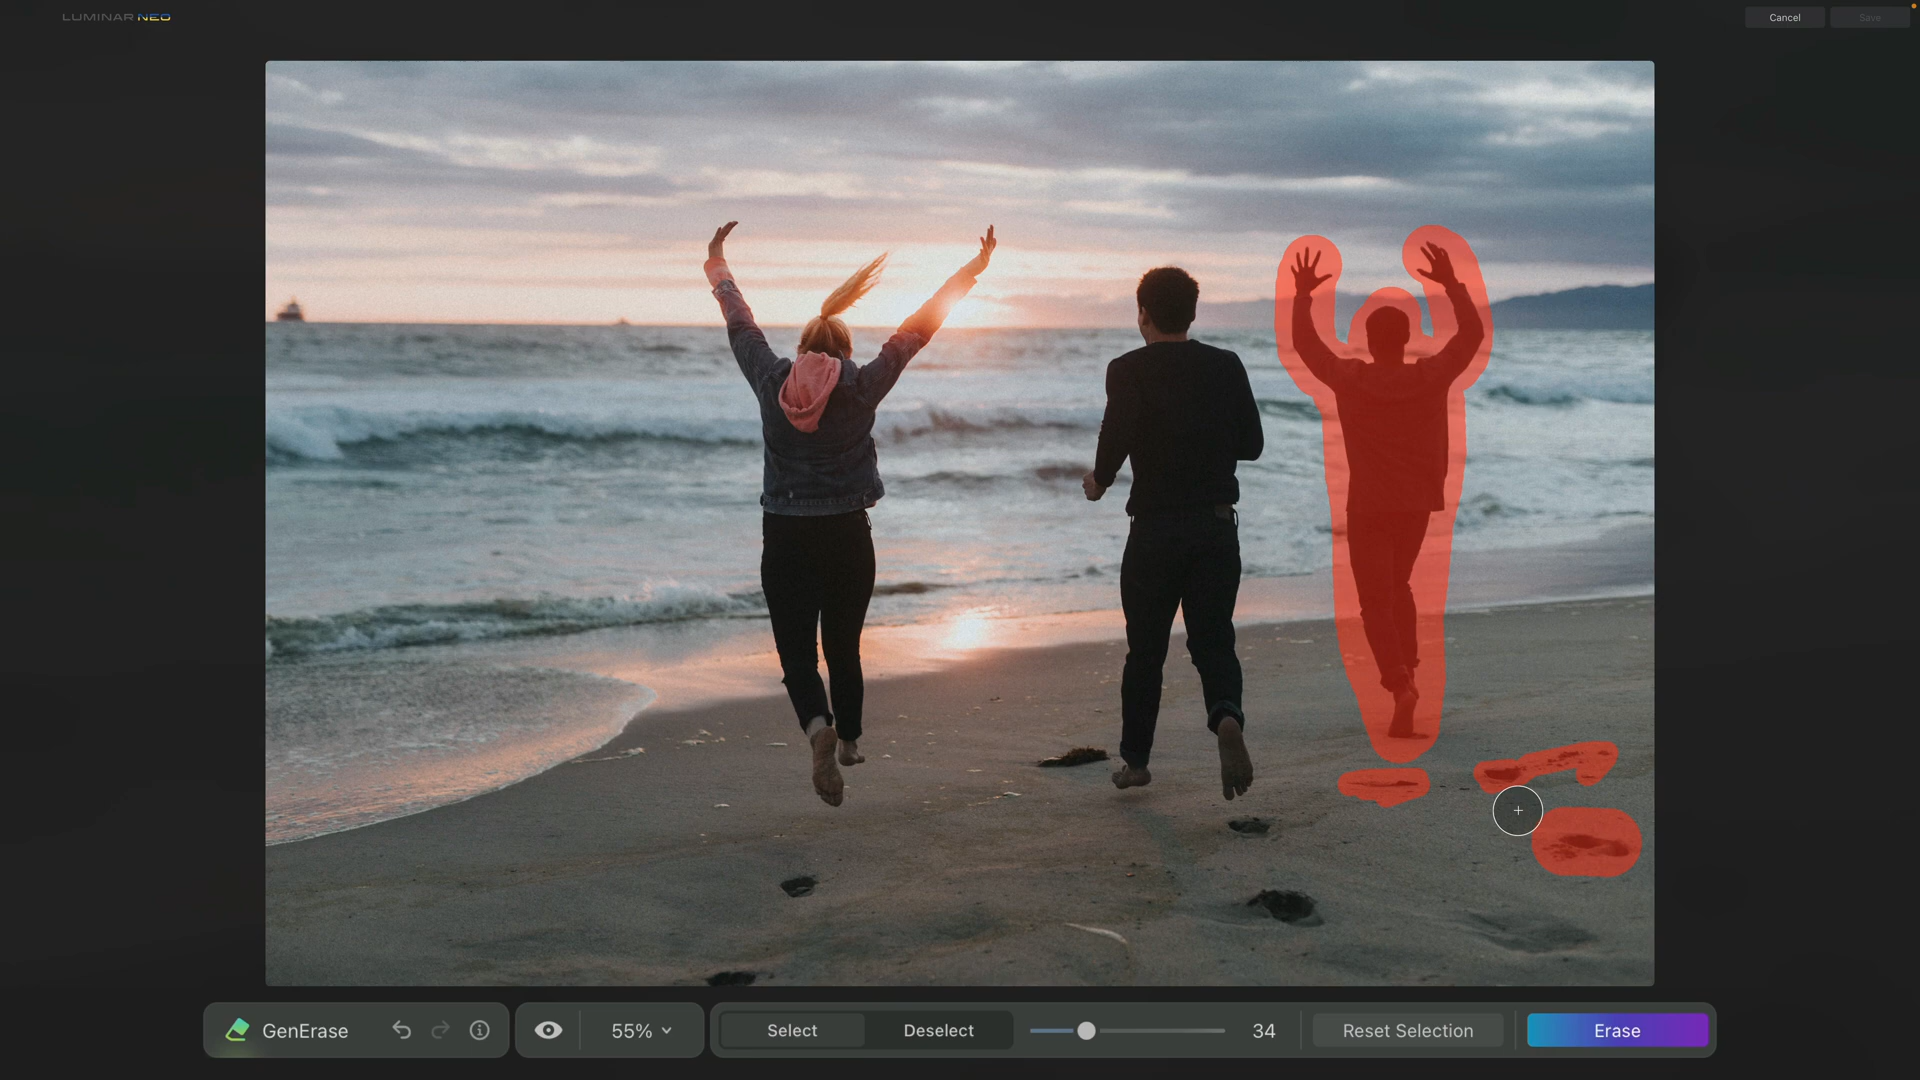 LUMINAR NEO
Cancel
Save
GenErase
55%
Select
Deselect
34
Reset Selection
Erase